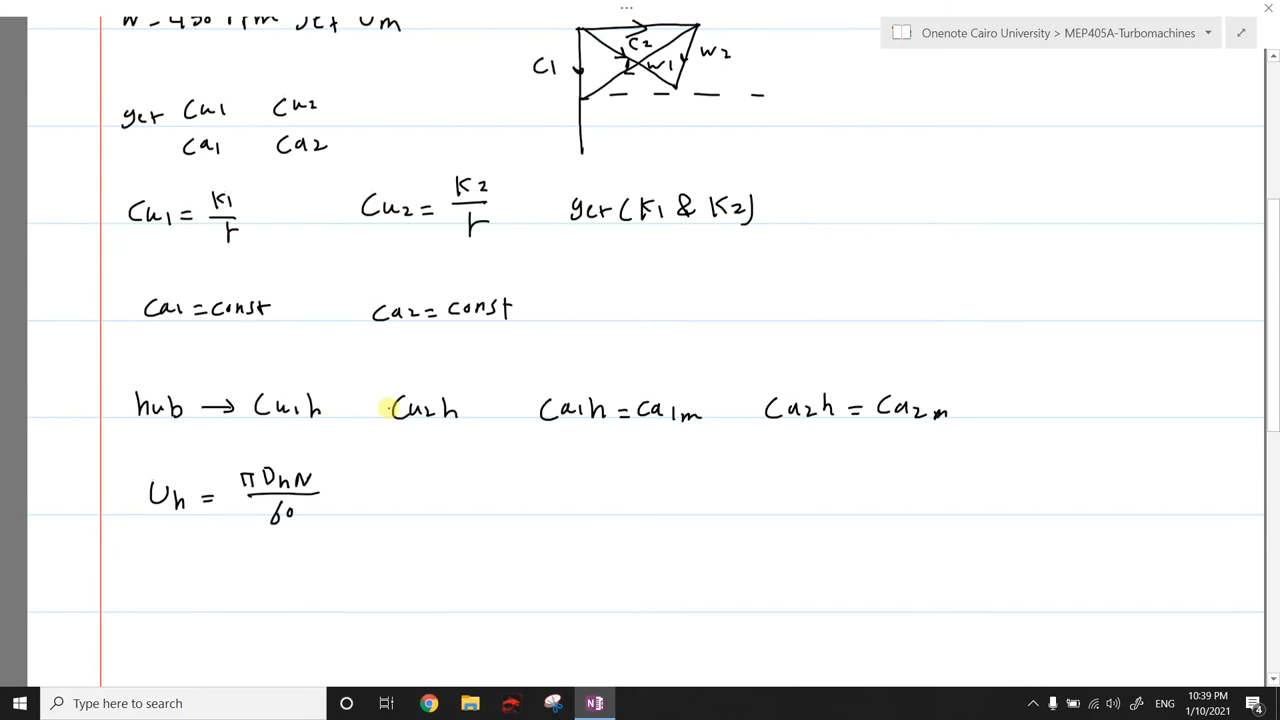 Onenote Cairo University > MEP405A-Turbomachines
C2
C1
W1
W2
get Cu1 Cu2
Ca1 Ca2
Cu1 = K1/r Cu2 = K2/r get (K1 & K2)
Ca1 = const Ca2 = const
hub → Cu1h Cu2h Ca1h = Ca1m Ca2h = Ca2m
Uh = πDhN/60
Type here to search
10:39 PM
ENG
1/10/2021
4